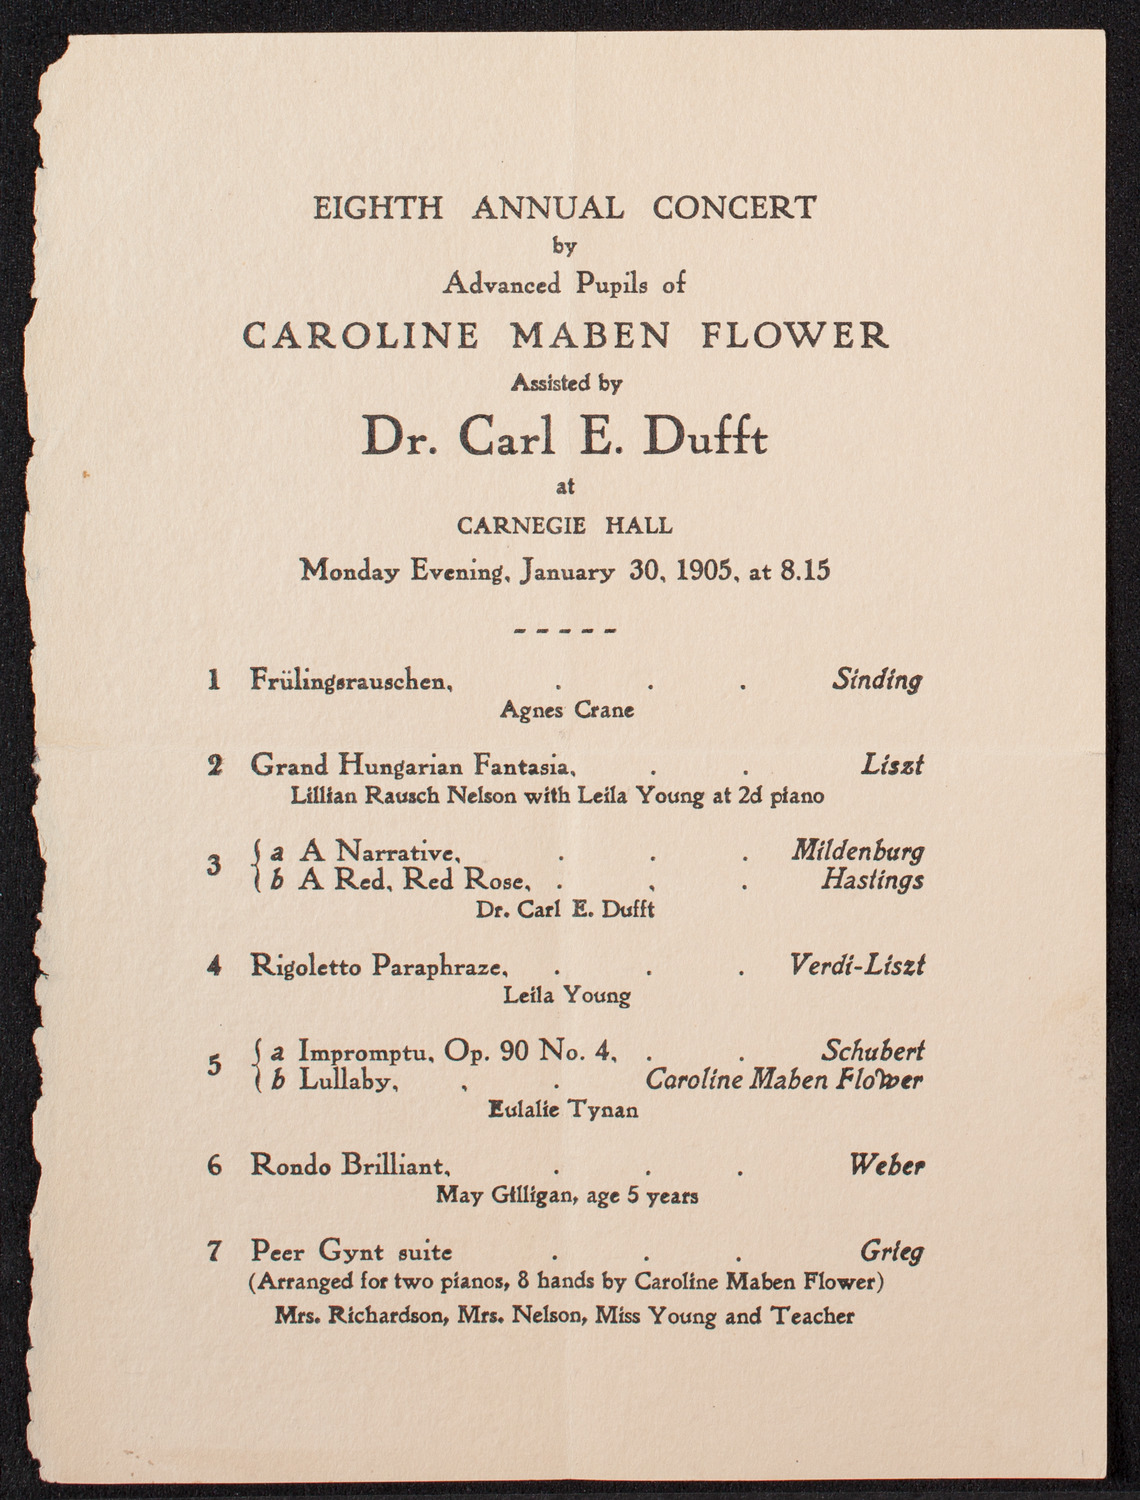 EIGHTH ANNUAL CONCERT
by
Advanced Pupils of
CAROLINE MABEN FLOWER
Assisted by
Dr. Carl E. Dufft
at
CARNEGIE HALL
Monday Evening, January 30, 1905, at 8.15
- - - - -
1 Frülingsrauschen, . . . Sinding
Agnes Crane
2 Grand Hungarian Fantasia, . . Liszt
Lillian Rausch Nelson with Leila Young at 2d piano
3 { a A Narrative, . . . Mildenburg
{ b A Red, Red Rose, . , . Hastings
Dr. Carl E. Dufft
4 Rigoletto Paraphraze, . . . Verdi-Liszt
Leila Young
5 { a Impromptu, Op. 90 No. 4, . . Schubert
{ b Lullaby, , . Caroline Maben Flower
Eulalie Tynan
6 Rondo Brilliant, . . . Weber
May Gilligan, age 5 years
7 Peer Gynt suite . . . Grieg
(Arranged for two pianos, 8 hands by Caroline Maben Flower)
Mrs. Richardson, Mrs. Nelson, Miss Young and Teacher